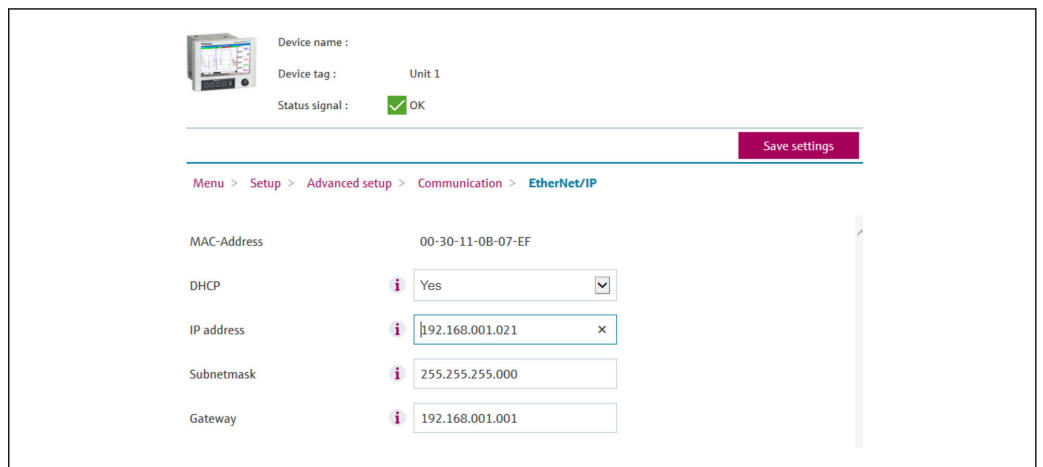 Device name :
Device tag : Unit 1
Status signal : OK
Save settings
Menu > Setup > Advanced setup > Communication > EtherNet/IP
MAC-Address 00-30-11-0B-07-EF
DHCP i Yes
IP address i 192.168.001.021 ×
Subnetmask i 255.255.255.000
Gateway i 192.168.001.001